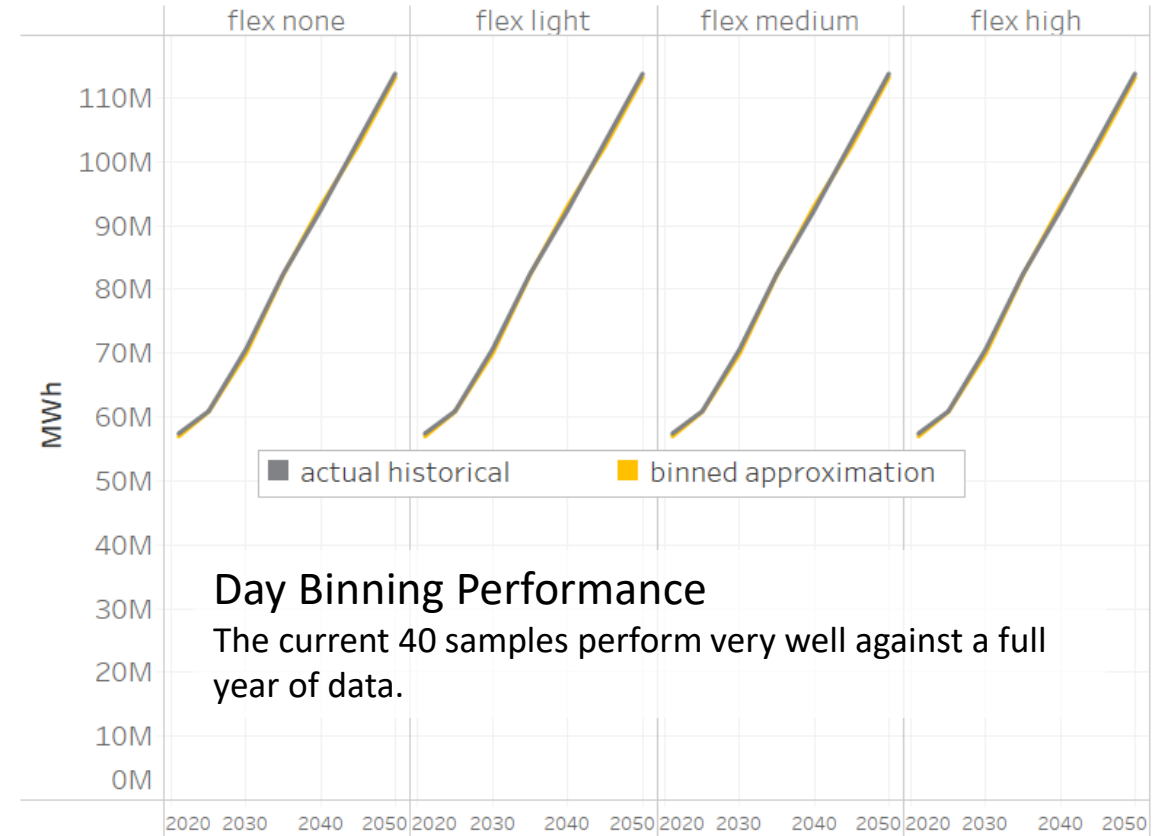 flex none flex light flex medium flex high
110M
100M
90M
80M
70M
60M
50M
40M
30M
20M
10M
0M
MWh
actual historical binned approximation
Day Binning Performance
The current 40 samples perform very well against a full
year of data.
2020 2030 2040 2050 2020 2030 2040 2050 2020 2030 2040 2050 2020 2030 2040 2050